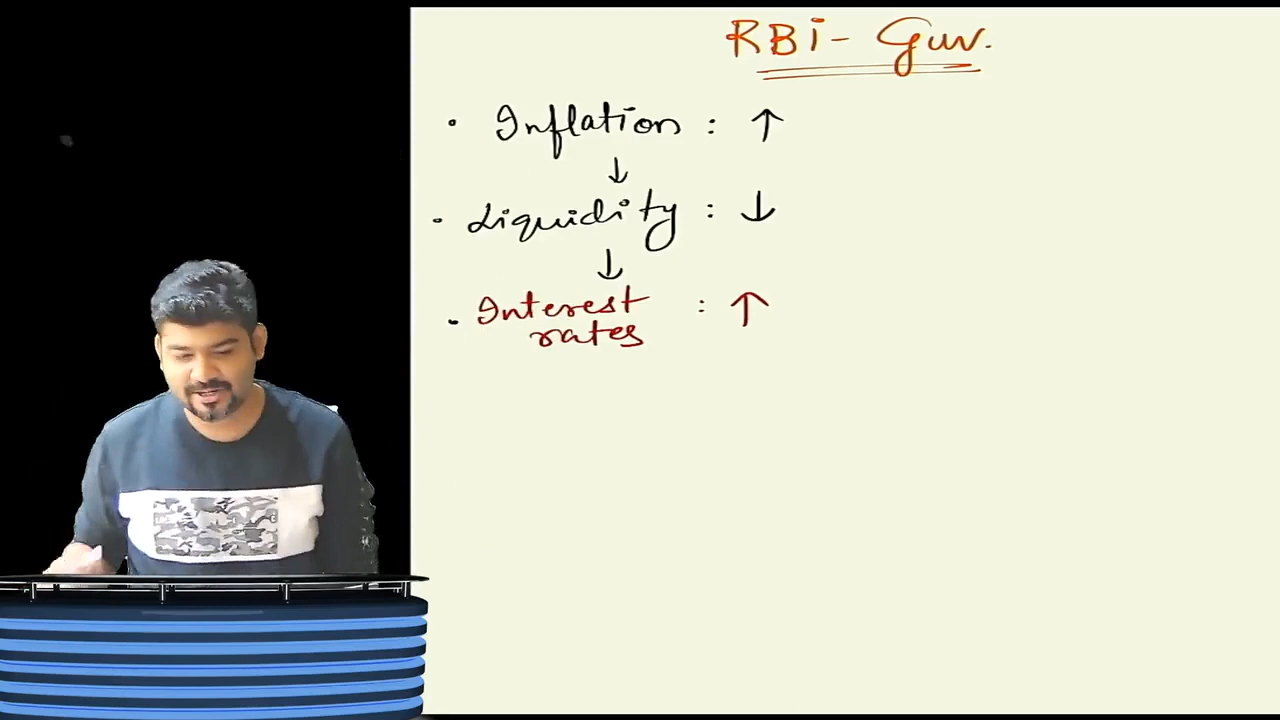 RBi - Guv.
• Inflation : ↑
↓
• Liquidity : ↓
↓
• Interest : ↑
rates